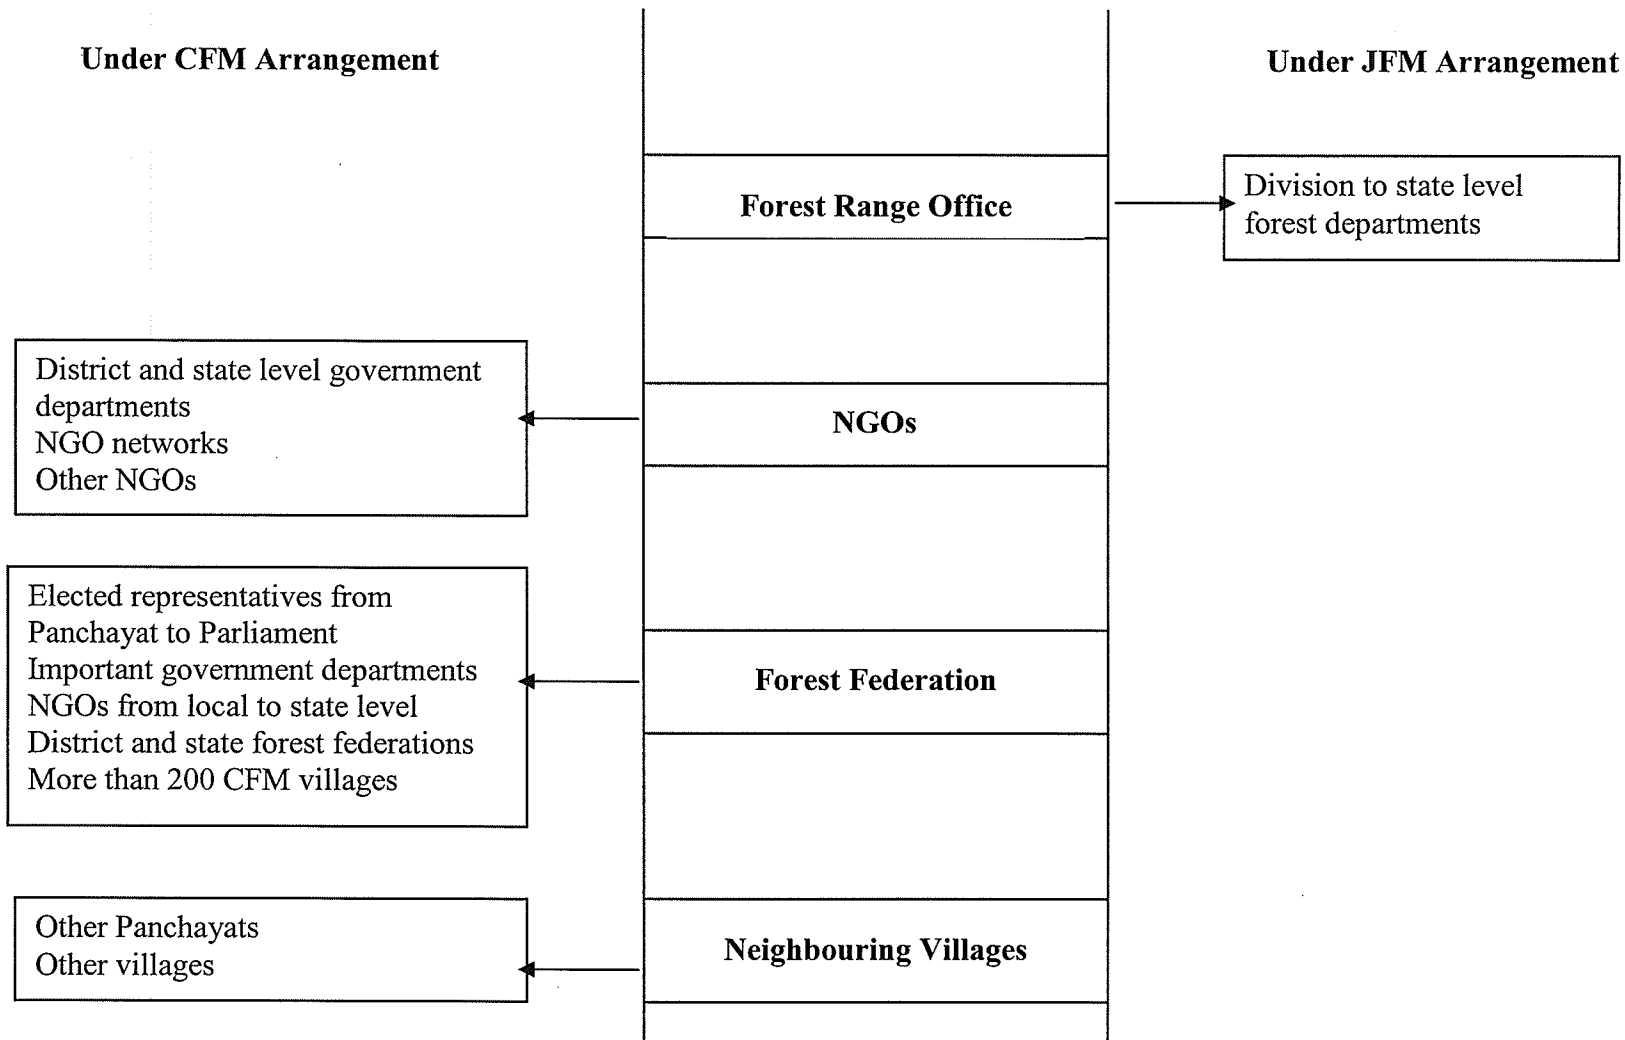 Under CFM Arrangement
Under JFM Arrangement
Forest Range Office
Division to state level
forest departments
District and state level government
departments
NGO networks
Other NGOs
NGOs
Elected representatives from
Panchayat to Parliament
Important government departments
NGOs from local to state level
District and state forest federations
More than 200 CFM villages
Forest Federation
Other Panchayats
Other villages
Neighbouring Villages